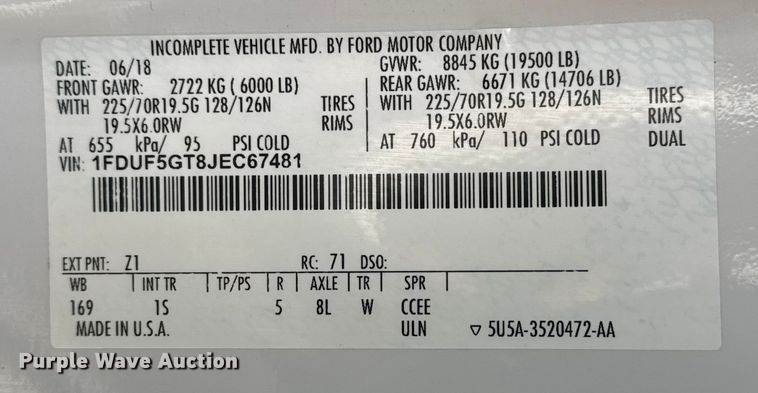 INCOMPLETE VEHICLE MFD. BY FORD MOTOR COMPANY
DATE: 06/18 GVWR: 8845 KG (19500 LB)
FRONT GAWR: 2722 KG ( 6000 LB) REAR GAWR: 6671 KG (14706 LB)
WITH 225/70R19.5G 128/126N TIRES WITH 225/70R19.5G 128/126N TIRES
19.5X6.0RW RIMS 19.5X6.0RW RIMS
AT 655 kPa/ 95 PSI COLD AT 760 kPa/ 110 PSI COLD DUAL
VIN: 1FDUF5GT8JEC67481
EXT PNT: Z1 RC: 71 DSO:
WB INT TR TP/PS R AXLE TR SPR
169 1S 5 8L W CCEE
MADE IN U.S.A. ULN ▽ 5U5A-3520472-AA
Purple Wave Auction